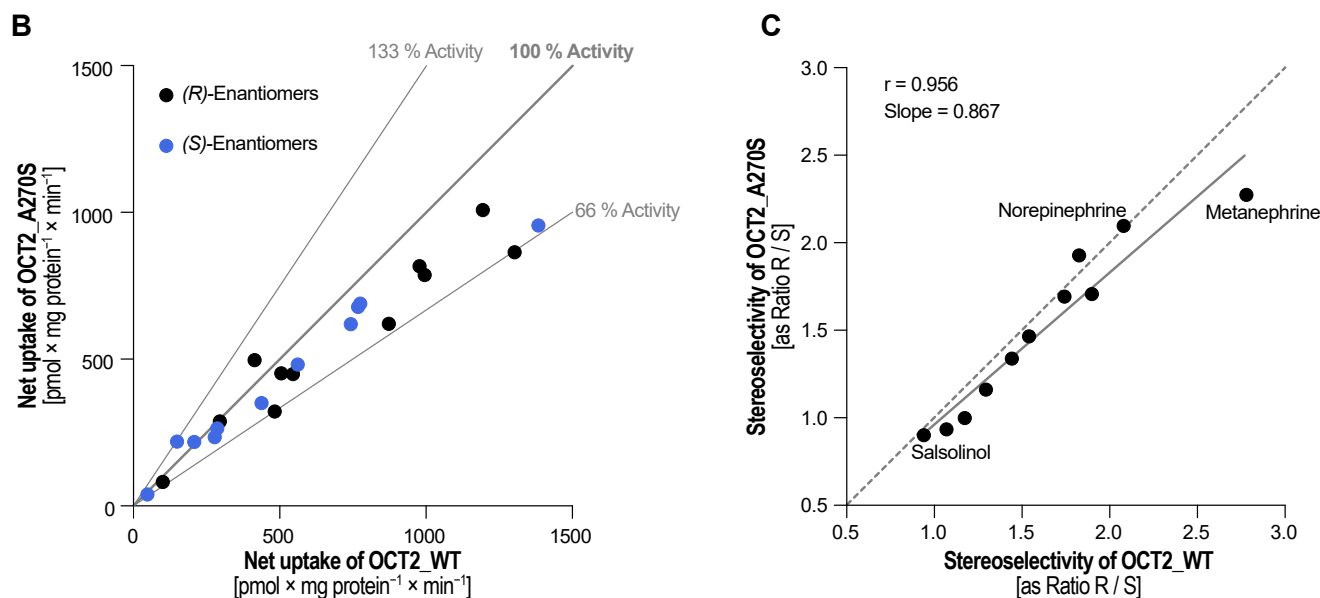 B
133 % Activity
100 % Activity
1500
(R)-Enantiomers
(S)-Enantiomers
Net uptake of OCT2_A270S
[pmol × mg protein⁻¹ × min⁻¹]
1000
66 % Activity
500
0
0
500
1000
1500
Net uptake of OCT2_WT
[pmol × mg protein⁻¹ × min⁻¹]
C
3.0
r = 0.956
Slope = 0.867
Stereoselectivity of OCT2_A270S
[as Ratio R / S]
2.5
Norepinephrine
Metanephrine
2.0
1.5
1.0
Salsolinol
0.5
0.5
1.0
1.5
2.0
2.5
3.0
Stereoselectivity of OCT2_WT
[as Ratio R / S]